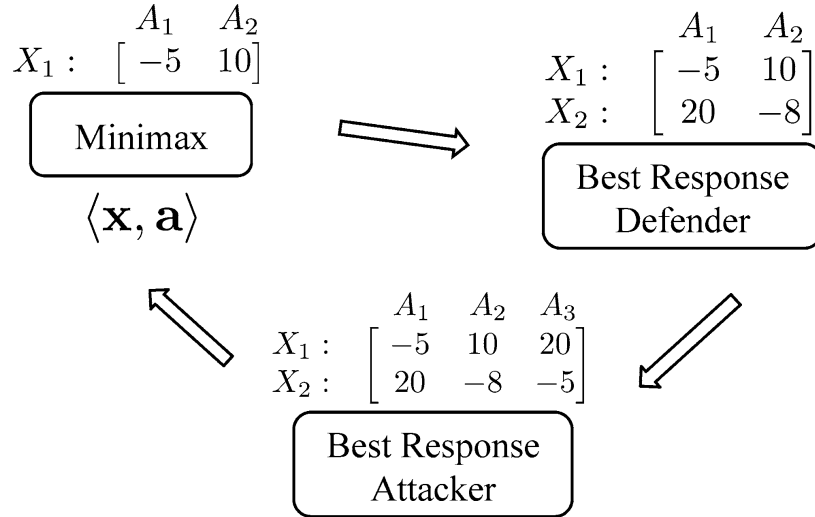 A₁ A₂
X₁ : [ −5 10 ]
Minimax
⟨x, a⟩
A₁ A₂
X₁ : [ −5 10 ]
X₂ : [ 20 −8 ]
Best Response
Defender
A₁ A₂ A₃
X₁ : [ −5 10 20 ]
X₂ : [ 20 −8 −5 ]
Best Response
Attacker